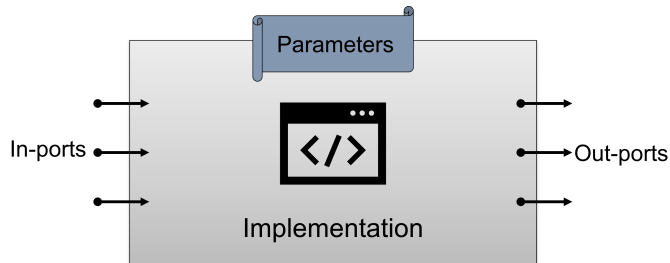 Parameters
In-ports
</>
Out-ports
Implementation